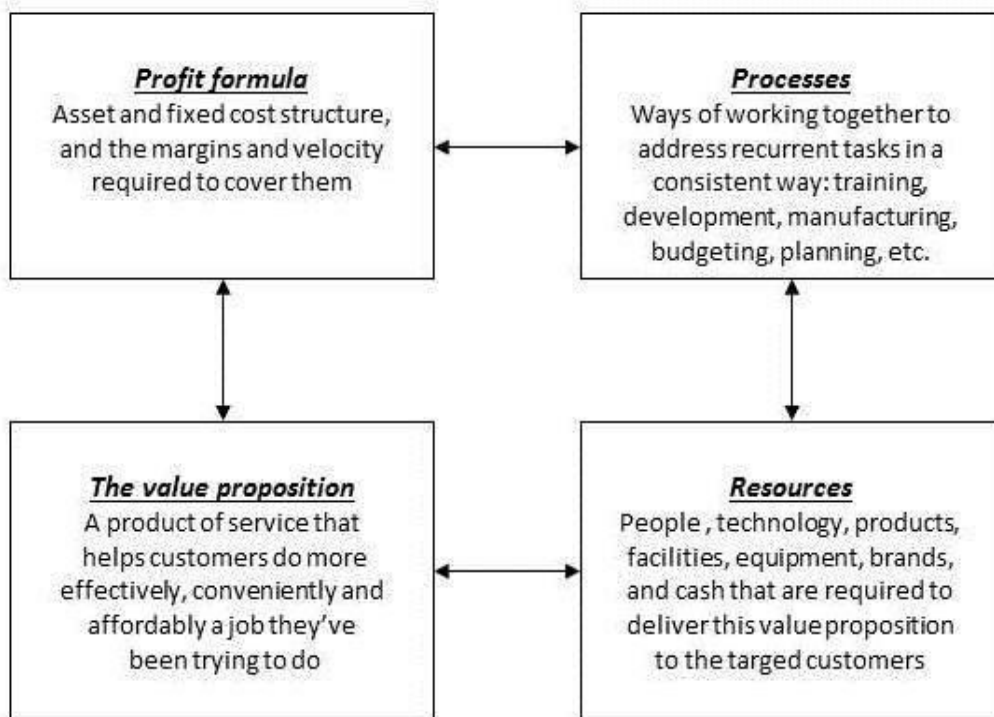 Profit formula
Asset and fixed cost structure,
and the margins and velocity
required to cover them
Processes
Ways of working together to
address recurrent tasks in a
consistent way: training,
development, manufacturing,
budgeting, planning, etc.
The value proposition
A product of service that
helps customers do more
effectively, conveniently and
affordably a job they've
been trying to do
Resources
People , technology, products,
facilities, equipment, brands,
and cash that are required to
deliver this value proposition
to the targed customers